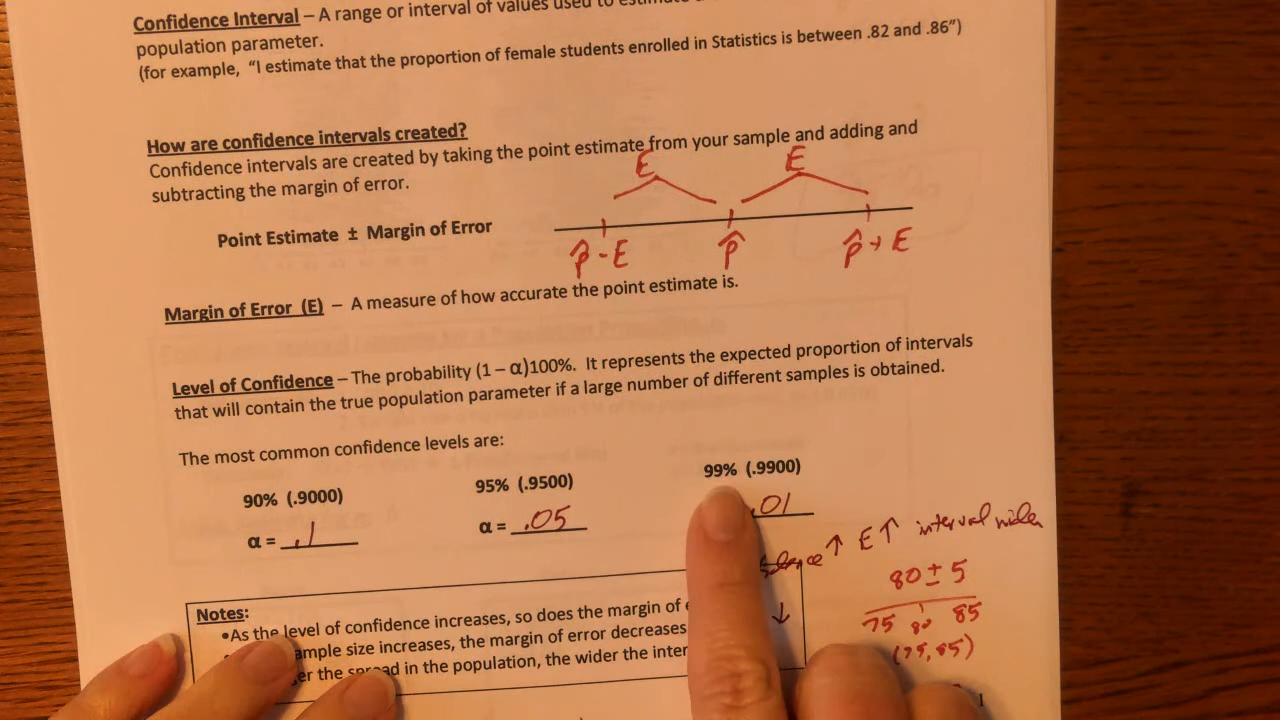 Confidence Interval – A range or interval of values used to
population parameter.
(for example, "I estimate that the proportion of female students enrolled in Statistics is between .82 and .86")
How are confidence intervals created?
Confidence intervals are created by taking the point estimate from your sample and adding and
subtracting the margin of error.
E E
Point Estimate ± Margin of Error
p̂ - E p̂ p̂ + E
Margin of Error (E) – A measure of how accurate the point estimate is.
Level of Confidence – The probability (1 – α)100%. It represents the expected proportion of intervals
that will contain the true population parameter if a large number of different samples is obtained.
The most common confidence levels are:
90% (.9000) 95% (.9500) 99% (.9900)
α = .1 α = .05 .01
↑ E↑ interval wider
80 ± 5
75 80 85
(75, 85)
Notes:
•As the level of confidence increases, so does the margin of
ample size increases, the margin of error decreases ↓
er the spread in the population, the wider the inter
1